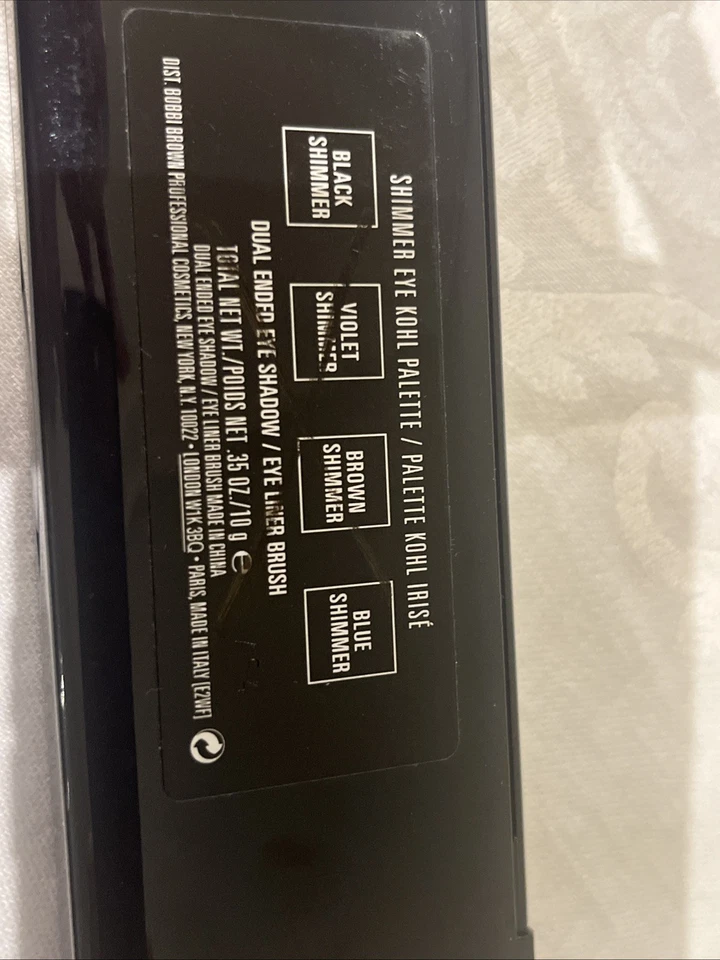 SHIMMER EYE KOHL PALETTE / PALETTE KOHL IRISÉ
BLACK
SHIMMER
VIOLET
SHIMMER
BROWN
SHIMMER
BLUE
SHIMMER
DUAL ENDED EYE SHADOW / EYE LINER BRUSH
TOTAL NET WT./POIDS NET .35 OZ./10 g ℮
DUAL ENDED EYE SHADOW / EYE LINER BRUSH MADE IN CHINA
DIST. BOBBI BROWN PROFESSIONAL COSMETICS, NEW YORK, N.Y. 10022 • LONDON W1K 3BQ • PARIS, MADE IN ITALY [E2WF]